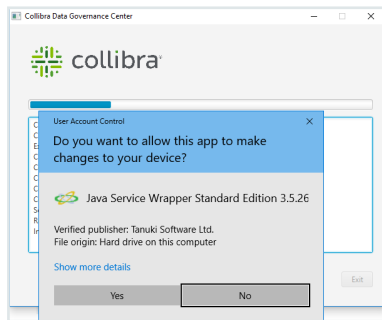 Collibra Data Governance Center
collibra
User Account Control
Do you want to allow this app to make
changes to your device?
Java Service Wrapper Standard Edition 3.5.26
Verified publisher: Tanuki Software Ltd.
File origin: Hard drive on this computer
Show more details
Yes
No
Exit